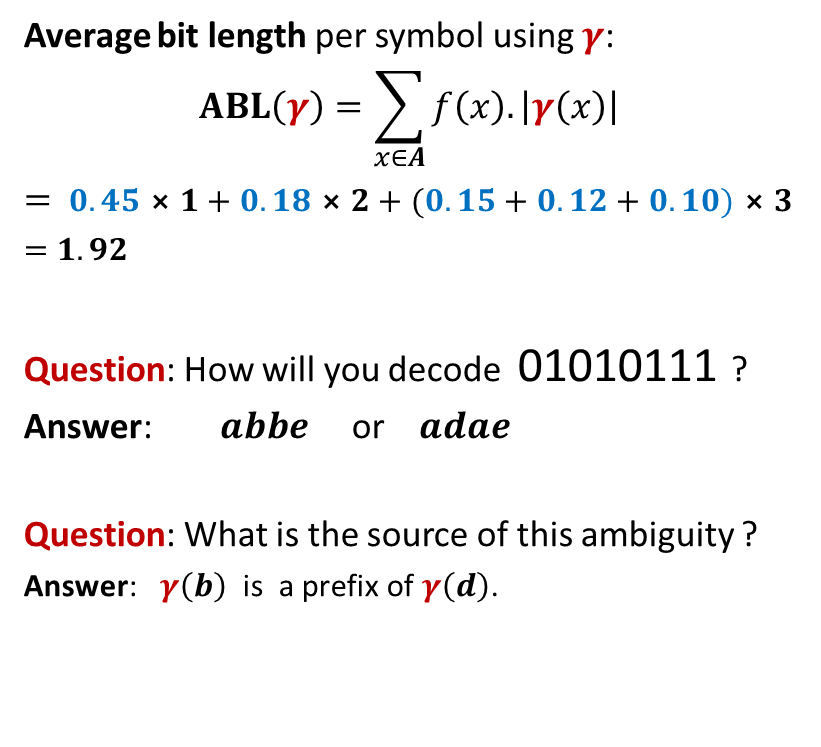 Average bit length per symbol using γ:
ABL(γ) = ∑ f(x).|γ(x)|
x∈A
= 0.45 × 1 + 0.18 × 2 + (0.15 + 0.12 + 0.10) × 3
= 1.92
Question: How will you decode 01010111 ?
Answer: abbe or adae
Question: What is the source of this ambiguity ?
Answer: γ(b) is a prefix of γ(d).